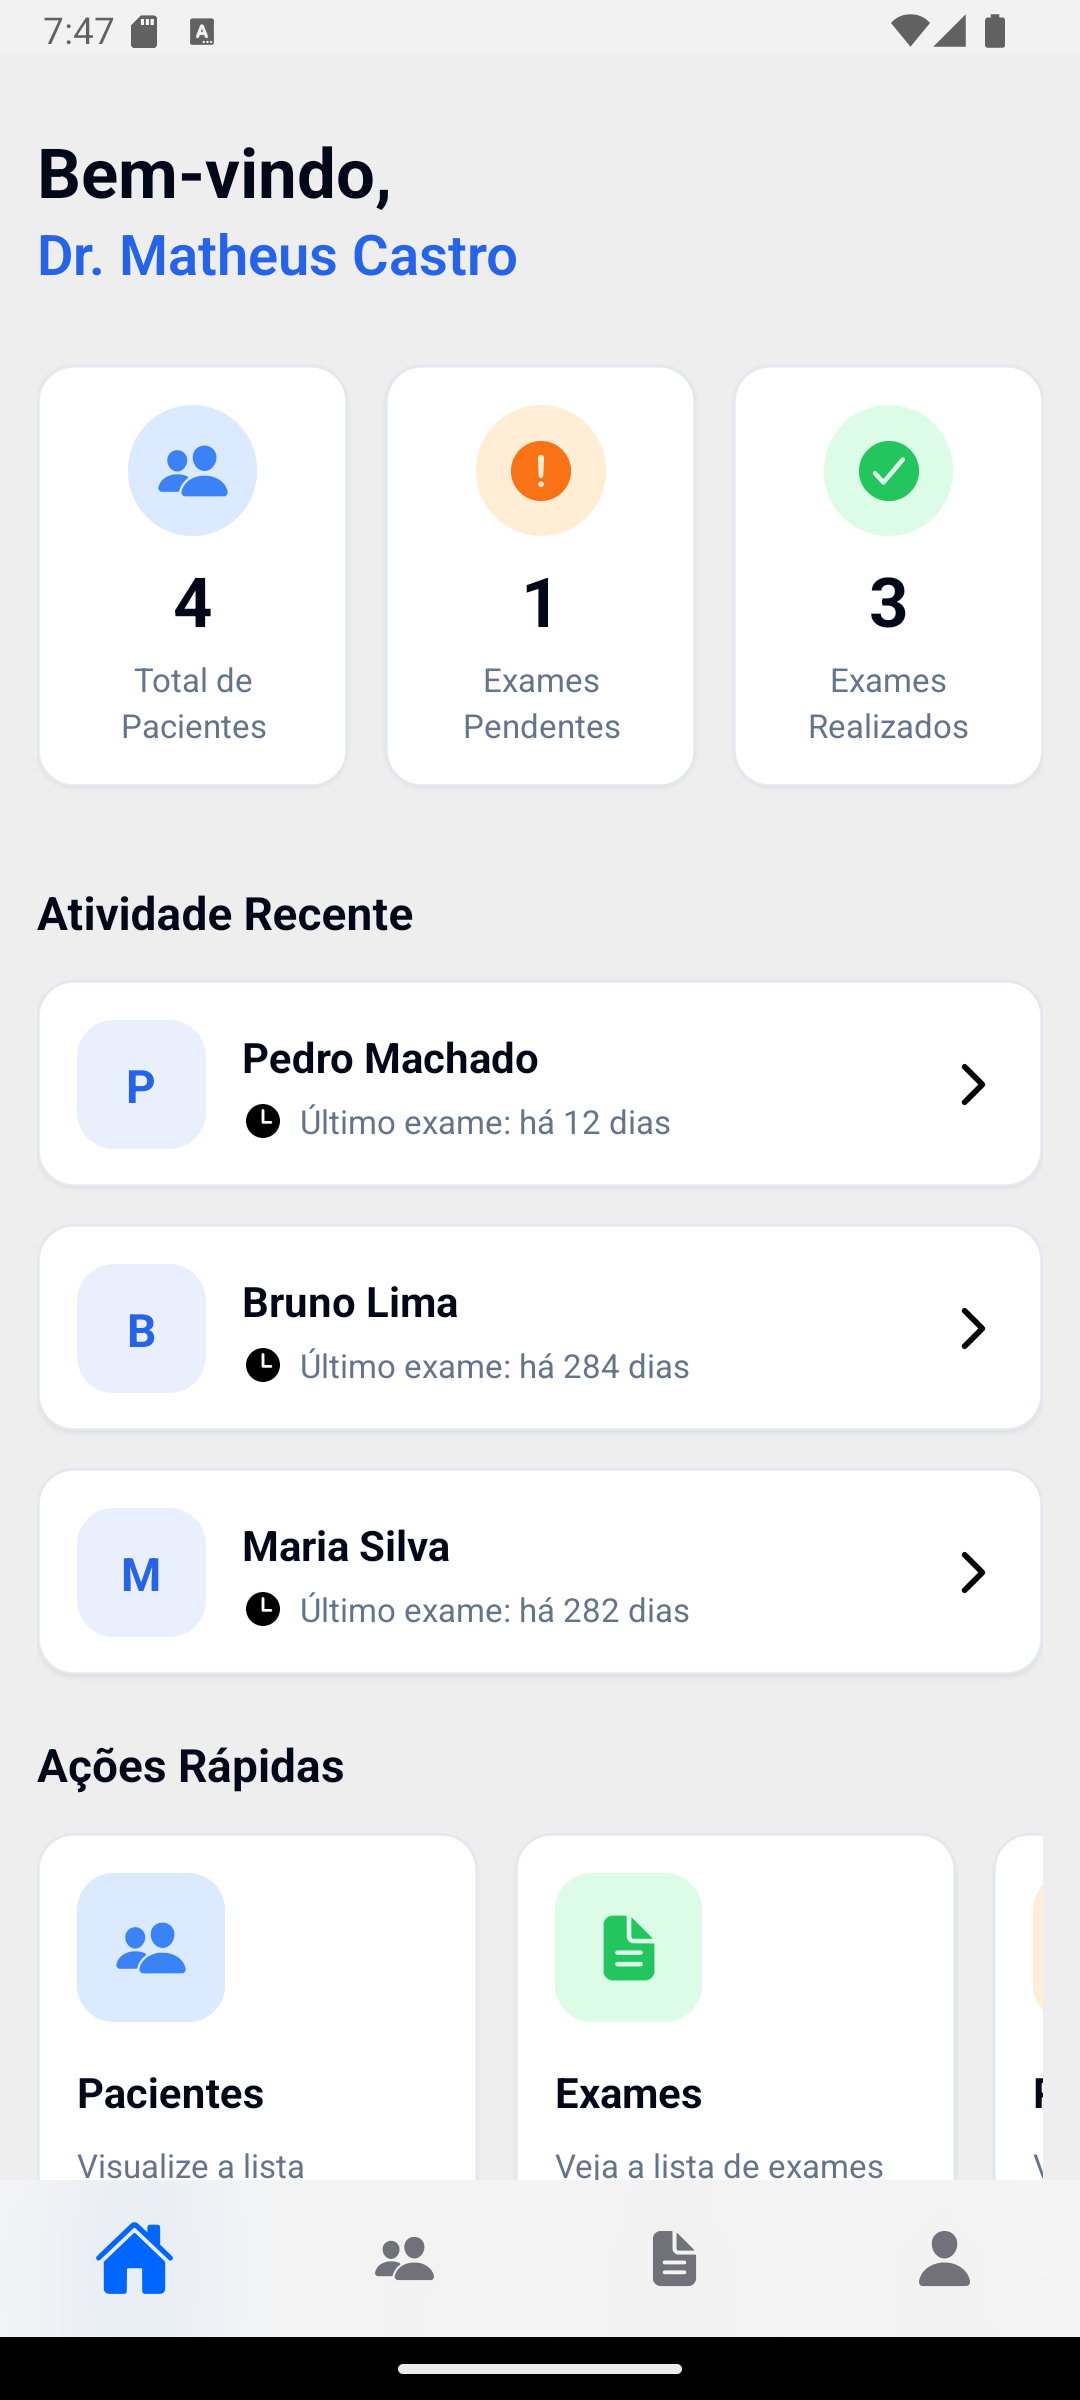 7:47
Bem-vindo,
Dr. Matheus Castro
4
Total de
Pacientes
1
Exames
Pendentes
3
Exames
Realizados
Atividade Recente
P
Pedro Machado
Último exame: há 12 dias
B
Bruno Lima
Último exame: há 284 dias
M
Maria Silva
Último exame: há 282 dias
Ações Rápidas
Pacientes
Visualize a lista
Exames
Veja a lista de exames